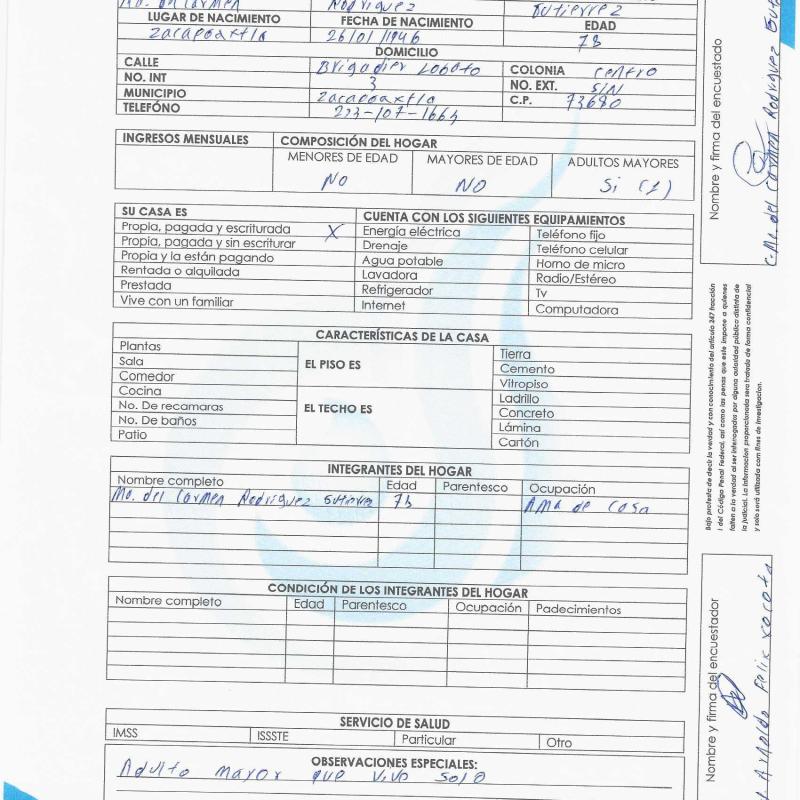 Ma. del Carmen Rodriguez Gutierrez
LUGAR DE NACIMIENTO FECHA DE NACIMIENTO EDAD
Zacapoaxtla 26/01/1946 73
DOMICILIO
CALLE Brigadier Lobato COLONIA centro
NO. INT 3 NO. EXT. S/N
MUNICIPIO Zacapoaxtla C.P. 73680
TELÉFONO 233-107-1663
INGRESOS MENSUALES COMPOSICIÓN DEL HOGAR
MENORES DE EDAD MAYORES DE EDAD ADULTOS MAYORES
NO NO Si (1)
SU CASA ES CUENTA CON LOS SIGUIENTES EQUIPAMIENTOS
Propia, pagada y escriturada X Energía eléctrica Teléfono fijo
Propia, pagada y sin escriturar Drenaje Teléfono celular
Propia y la están pagando Agua potable Horno de micro
Rentada o alquilada Lavadora Radio/Estéreo
Prestada Refrigerador Tv
Vive con un familiar Internet Computadora
CARACTERÍSTICAS DE LA CASA
Plantas EL PISO ES Tierra
Sala Cemento
Comedor Vitropiso
Cocina EL TECHO ES Ladrillo
No. De recamaras Concreto
No. De baños Lámina
Patio Cartón
INTEGRANTES DEL HOGAR
Nombre completo Edad Parentesco Ocupación
Ma. del Carmen Rodriguez Gutierrez 73 Ama de casa
CONDICIÓN DE LOS INTEGRANTES DEL HOGAR
Nombre completo Edad Parentesco Ocupación Padecimientos
SERVICIO DE SALUD
IMSS ISSSTE Particular Otro
OBSERVACIONES ESPECIALES:
Adulto mayor que vive solo
Nombre y firma del encuestado
C. Ma. del Carmen Rodriguez Gut
Bajo protesta de decir la verdad y con conocimiento del artículo 247 fracción
I del Código Penal Federal, así como las penas que este impone a quienes
falten a la verdad al ser interrogados por alguna autoridad pública distinta de
la judicial. La información proporcionada sera tratada de forma confidencial
y solo será utilizada con fines de investigación.
Nombre y firma del encuestador
Arnoldo Felix Xocota